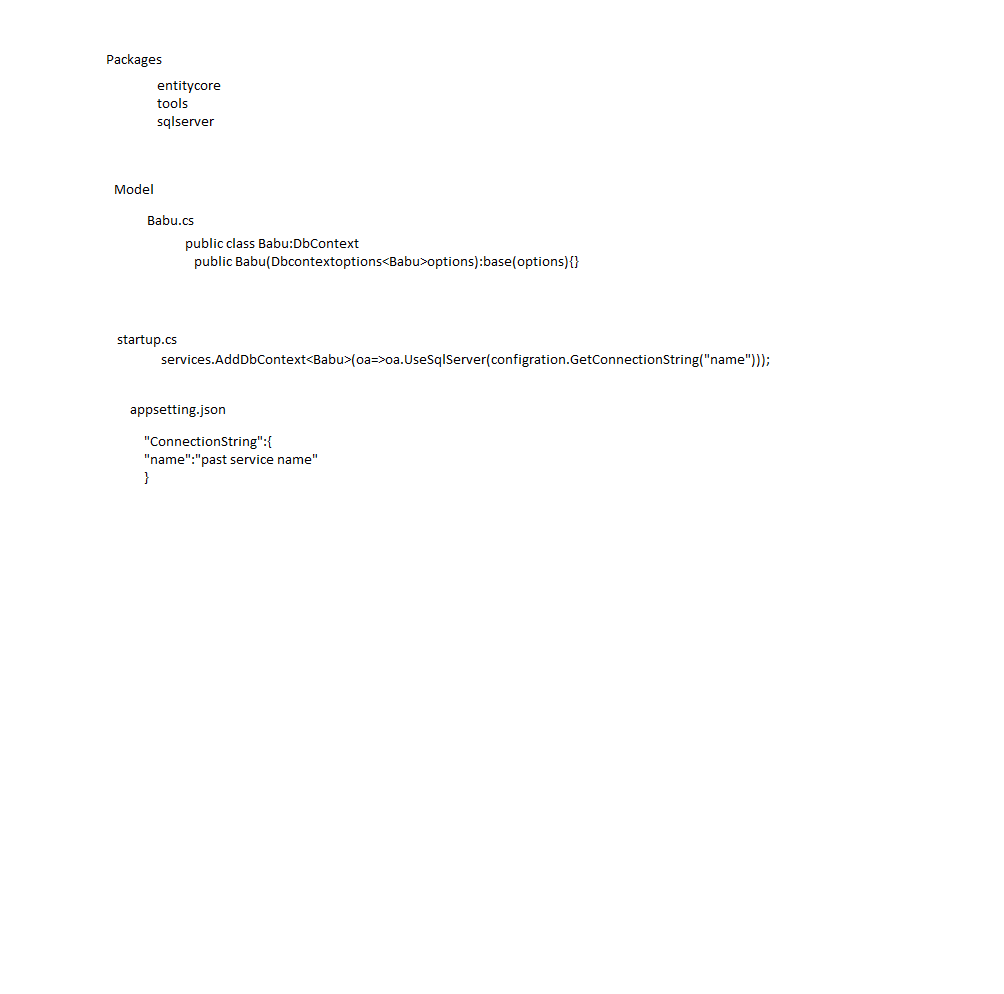 Packages
entitycore
tools
sqlserver
Model
Babu.cs
public class Babu:DbContext
public Babu(Dbcontextoptions<Babu>options):base(options){}
startup.cs
services.AddDbContext<Babu>(oa=>oa.UseSqlServer(configration.GetConnectionString("name")));
appsetting.json
"ConnectionString":{
"name":"past service name"
}